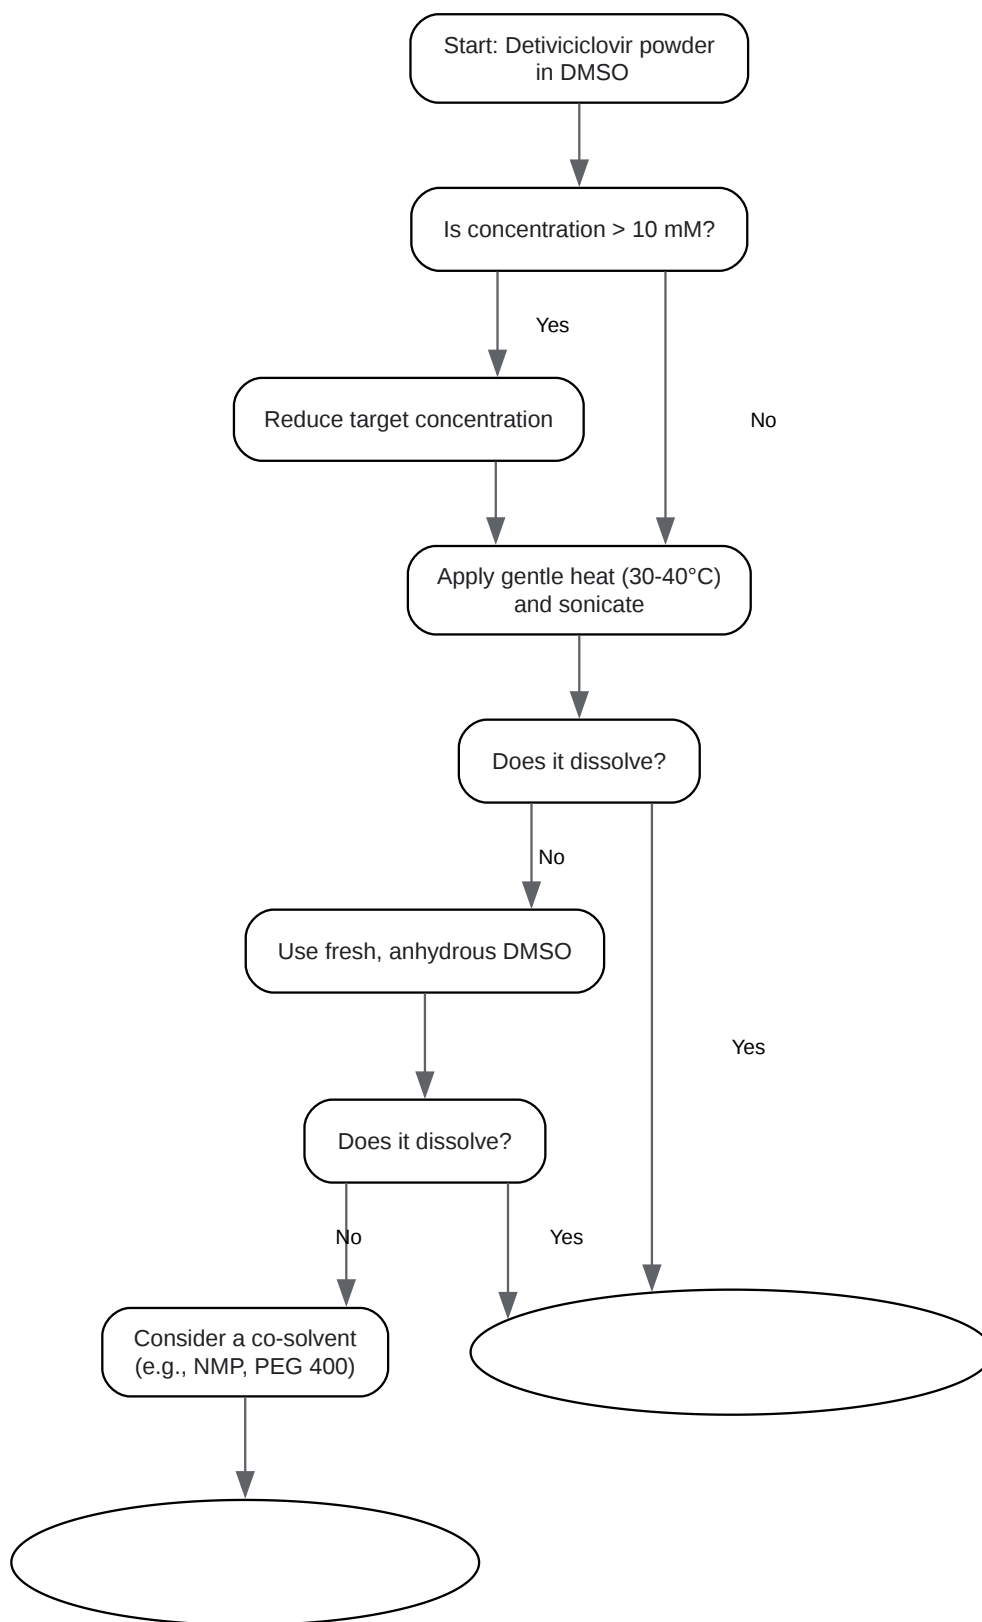 Start: Detiviciclovir powder
in DMSO
Is concentration > 10 mM?
Yes
Reduce target concentration
No
Apply gentle heat (30-40°C)
and sonicate
Does it dissolve?
No
Use fresh, anhydrous DMSO
Yes
Does it dissolve?
No
Yes
Consider a co-solvent
(e.g., NMP, PEG 400)